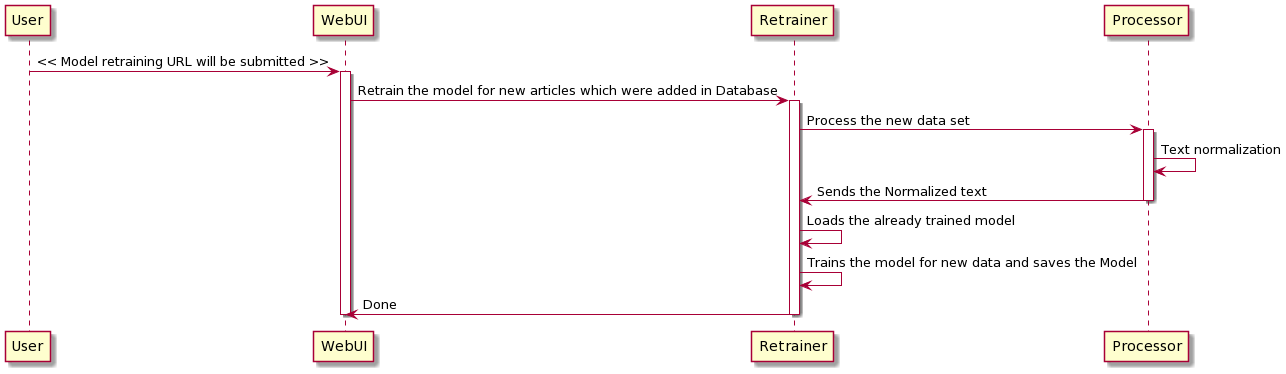 User
WebUI
Retrainer
Processor
<< Model retraining URL will be submitted >>
Retrain the model for new articles which were added in Database
Process the new data set
Text normalization
Sends the Normalized text
Loads the already trained model
Trains the model for new data and saves the Model
Done
User
WebUI
Retrainer
Processor